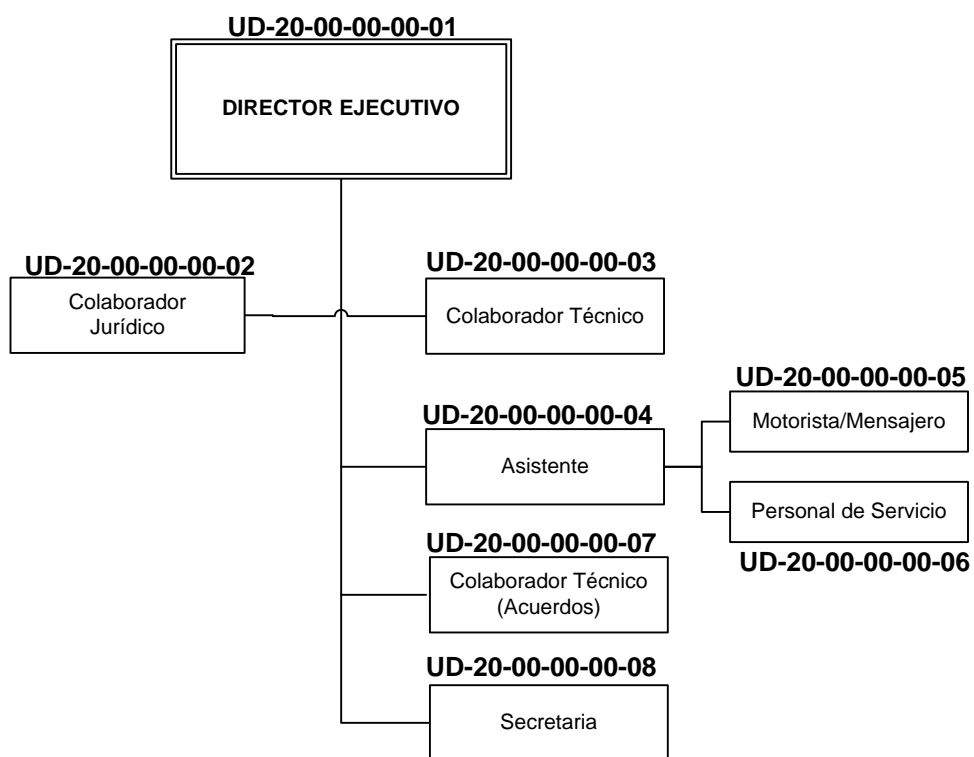 UD-20-00-00-00-01
DIRECTOR EJECUTIVO
UD-20-00-00-00-02
Colaborador
Jurídico
UD-20-00-00-00-03
Colaborador Técnico
UD-20-00-00-00-04
Asistente
UD-20-00-00-00-05
Motorista/Mensajero
Personal de Servicio
UD-20-00-00-00-06
UD-20-00-00-00-07
Colaborador Técnico
(Acuerdos)
UD-20-00-00-00-08
Secretaria